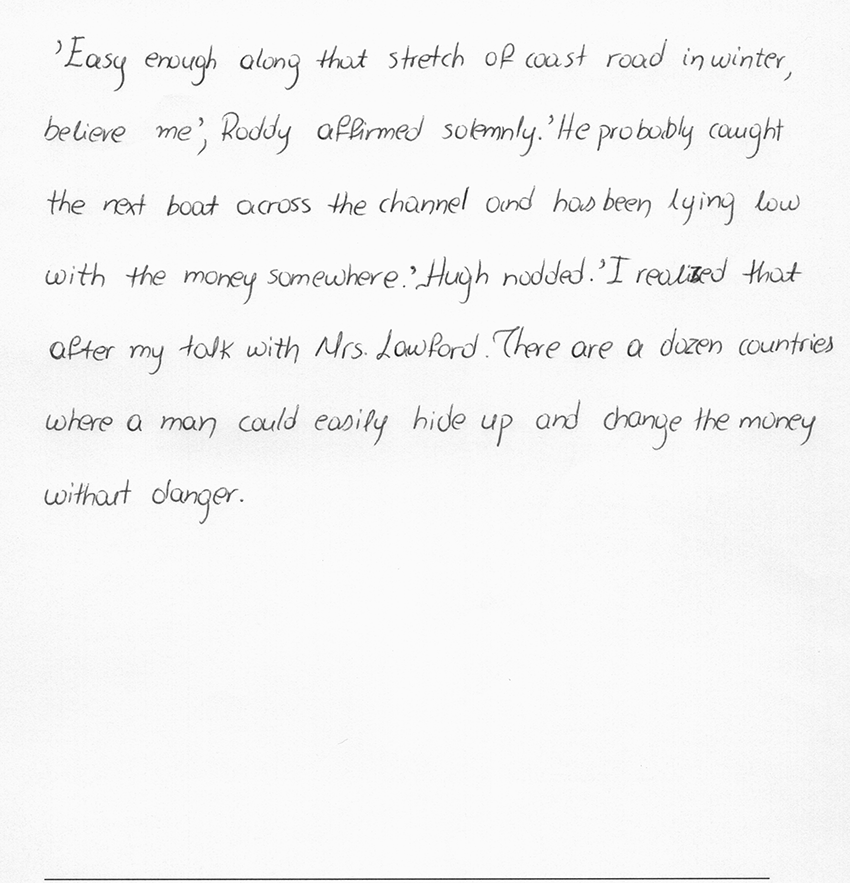 'Easy enough along that stretch of coast road in winter,
believe me', Roddy affirmed solemnly. 'He probably caught
the next boat across the channel and has been lying low
with the money somewhere.' Hugh nodded. 'I realized that
after my talk with Mrs. Lawford. There are a dozen countries
where a man could easily hide up and change the money
without danger.